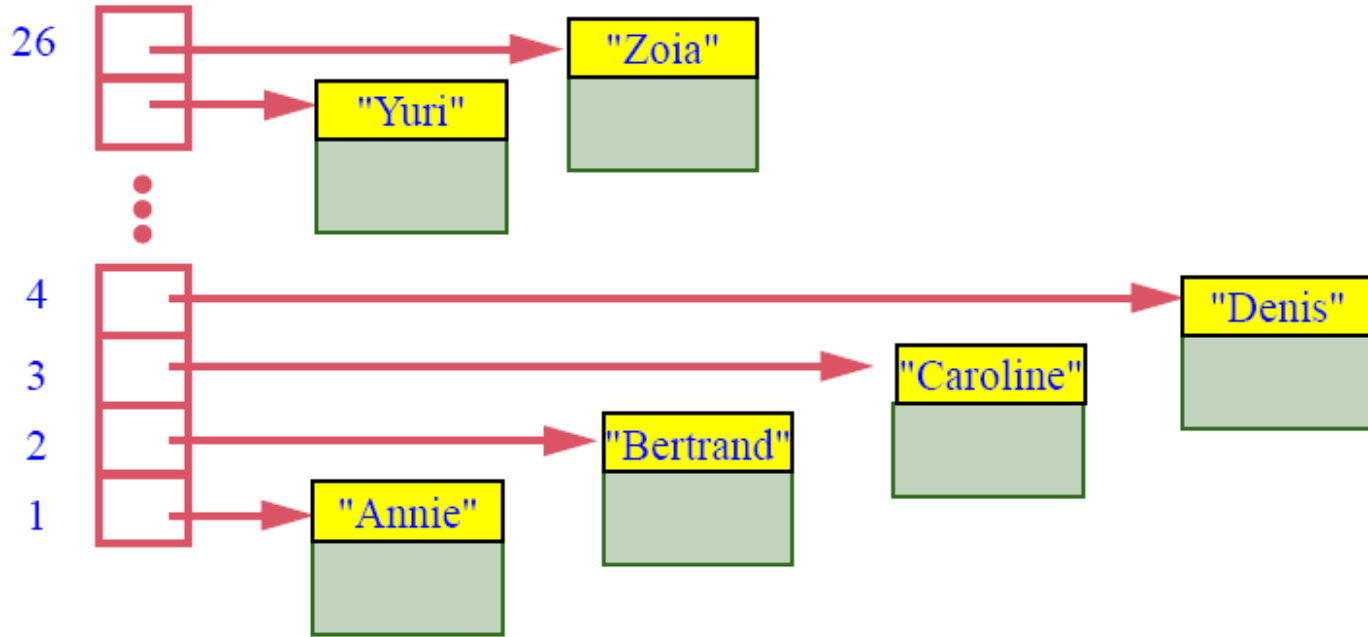 26
"Zoia"
"Yuri"
4
"Denis"
3
"Caroline"
2
"Bertrand"
1
"Annie"